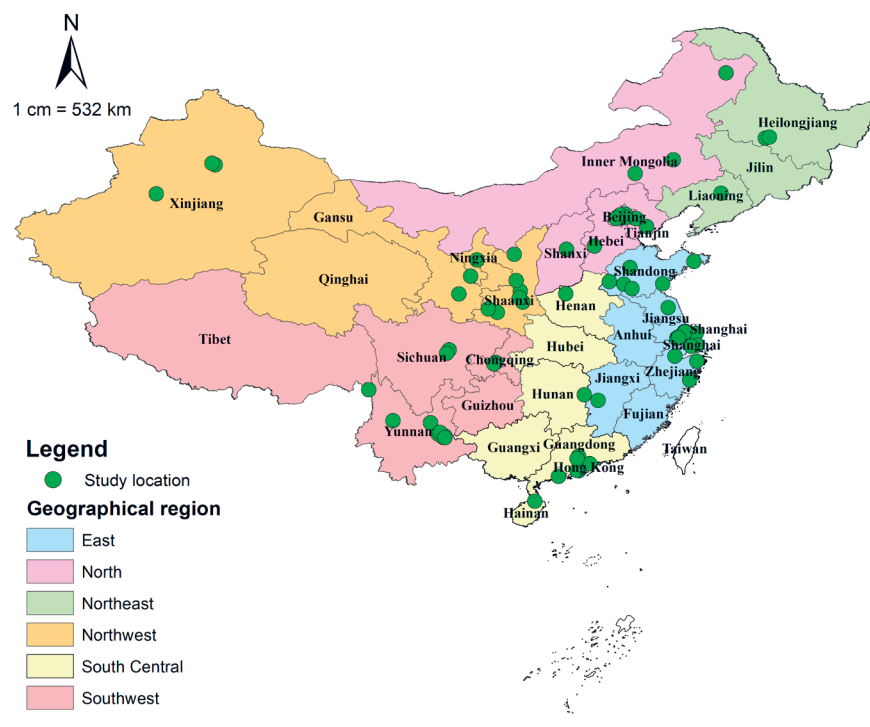 N
1 cm = 532 km
Heilongjiang
Inner Mongolia
Jilin
Liaoning
Xinjiang
Beijing
Gansu
Tianjin
Hebei
Ningxia
Shanxi
Shandong
Qinghai
Shaanxi
Henan
Jiangsu
Shanghai
Anhui
Tibet
Hubei
Shanghai
Sichuan
Chongqing
Zhejiang
Jiangxi
Hunan
Guizhou
Fujian
Yunnan
Guangdong
Taiwan
Guangxi
Hong Kong
Hainan
Legend
Study location
Geographical region
East
North
Northeast
Northwest
South Central
Southwest